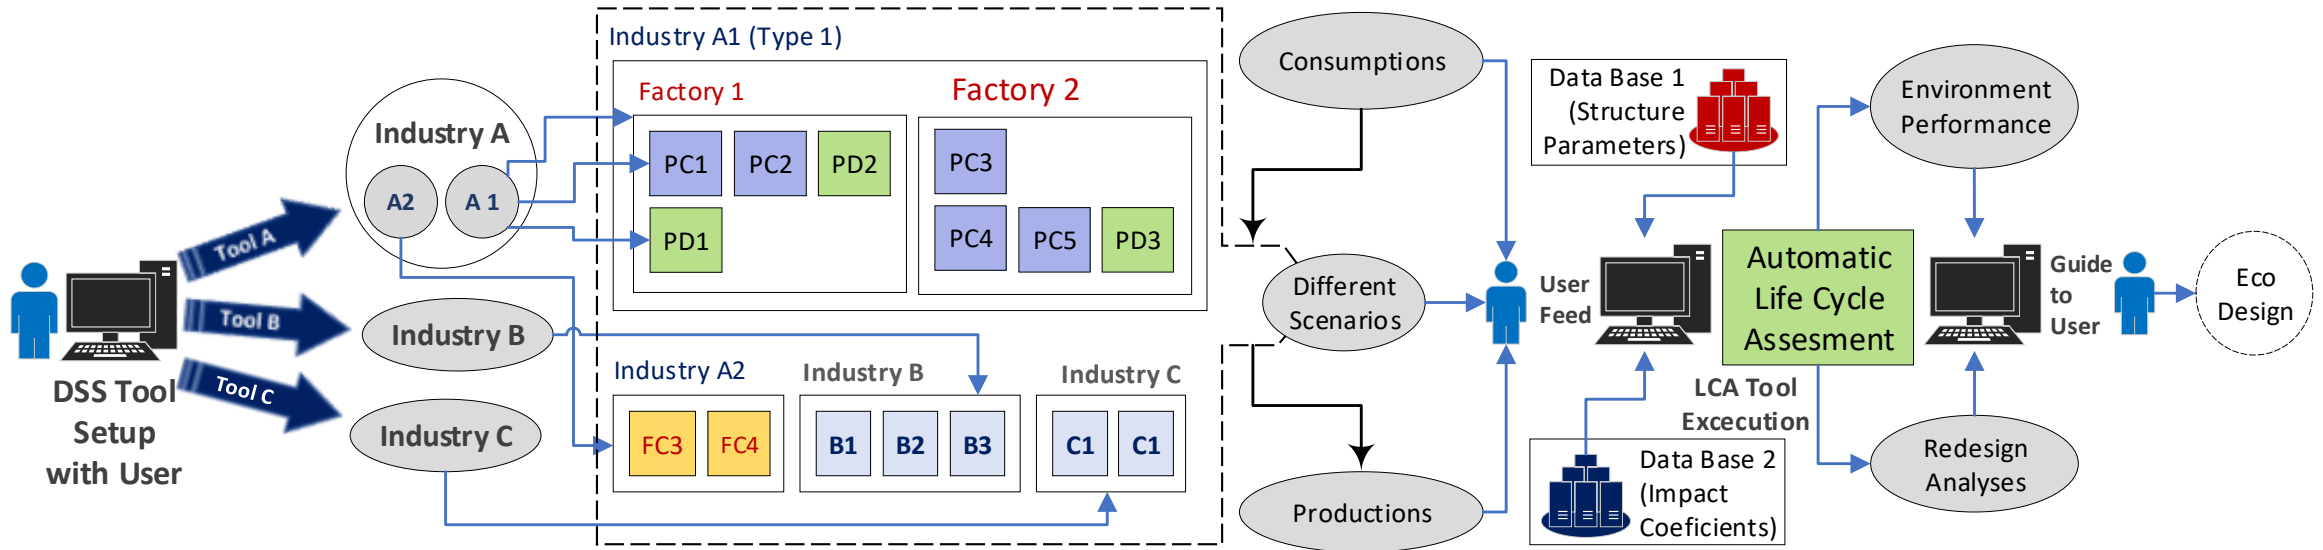 DSS Tool
Setup
with User
Tool A
Tool B
Tool C
Industry A
A2
A 1
Industry B
Industry C
Industry A1 (Type 1)
Factory 1
PC1
PC2
PD2
PD1
Factory 2
PC3
PC4
PC5
PD3
Industry A2
FC3
FC4
Industry B
B1
B2
B3
Industry C
C1
C1
Consumptions
Different
Scenarios
Productions
User
Feed
Data Base 1
(Structure
Parameters)
Data Base 2
(Impact
Coeficients)
Automatic
Life Cycle
Assesment
LCA Tool
Excecution
Environment
Performance
Redesign
Analyses
Guide
to
User
Eco
Design